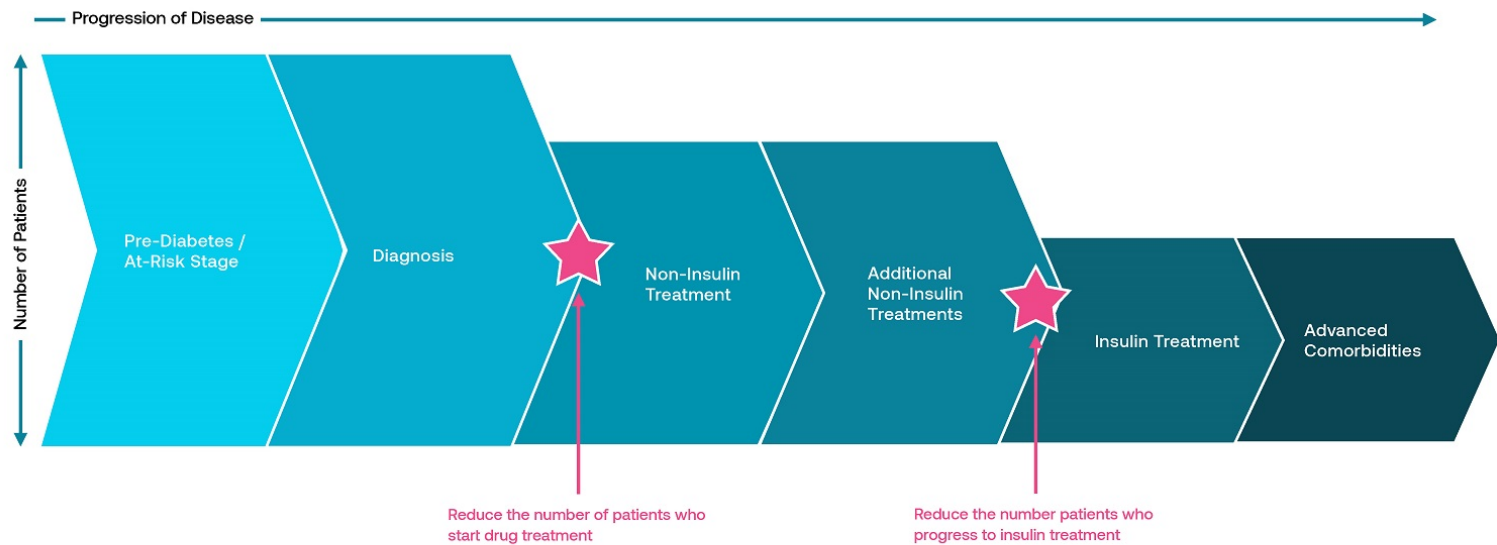 Progression of Disease
Number of Patients
Pre-Diabetes /
At-Risk Stage
Diagnosis
Non-Insulin
Treatment
Additional
Non-Insulin
Treatments
Insulin Treatment
Advanced
Comorbidities
Reduce the number of patients who
start drug treatment
Reduce the number patients who
progress to insulin treatment